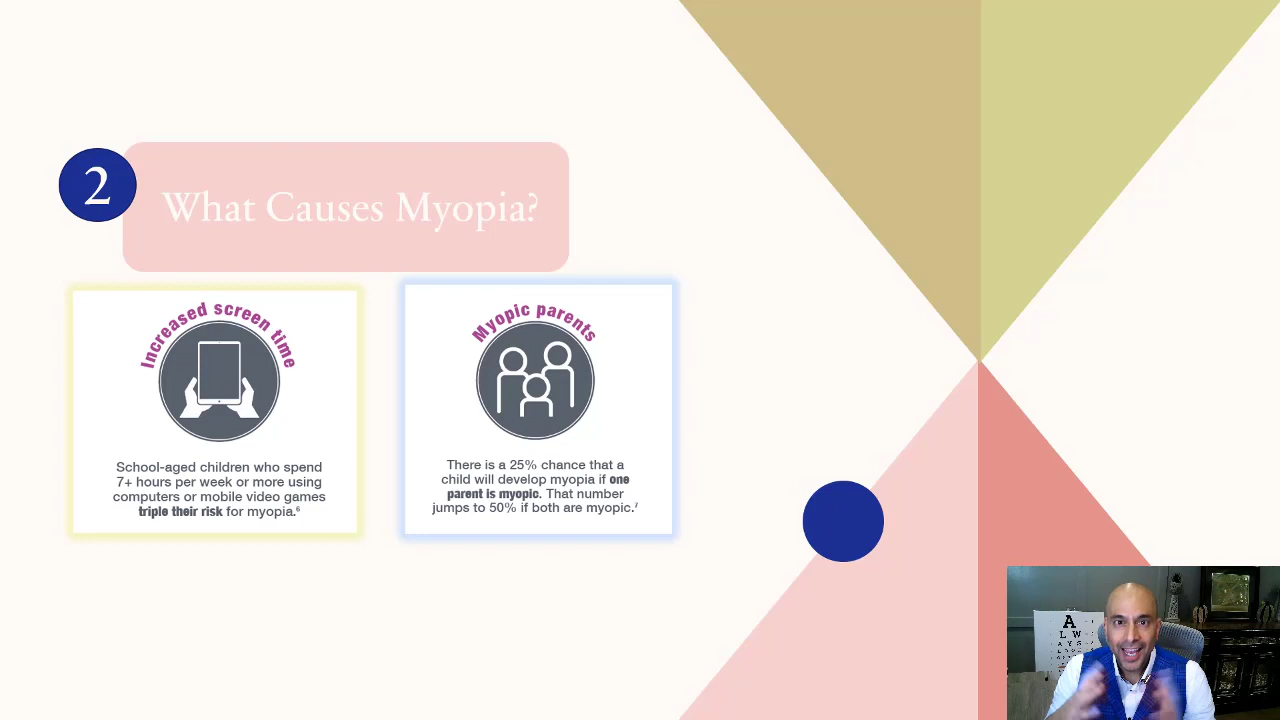 2
What Causes Myopia?
Increased screen time
School-aged children who spend
7+ hours per week or more using
computers or mobile video games
triple their risk for myopia.⁶
Myopic parents
There is a 25% chance that a
child will develop myopia if one
parent is myopic. That number
jumps to 50% if both are myopic.⁷
A
L W
A Y S